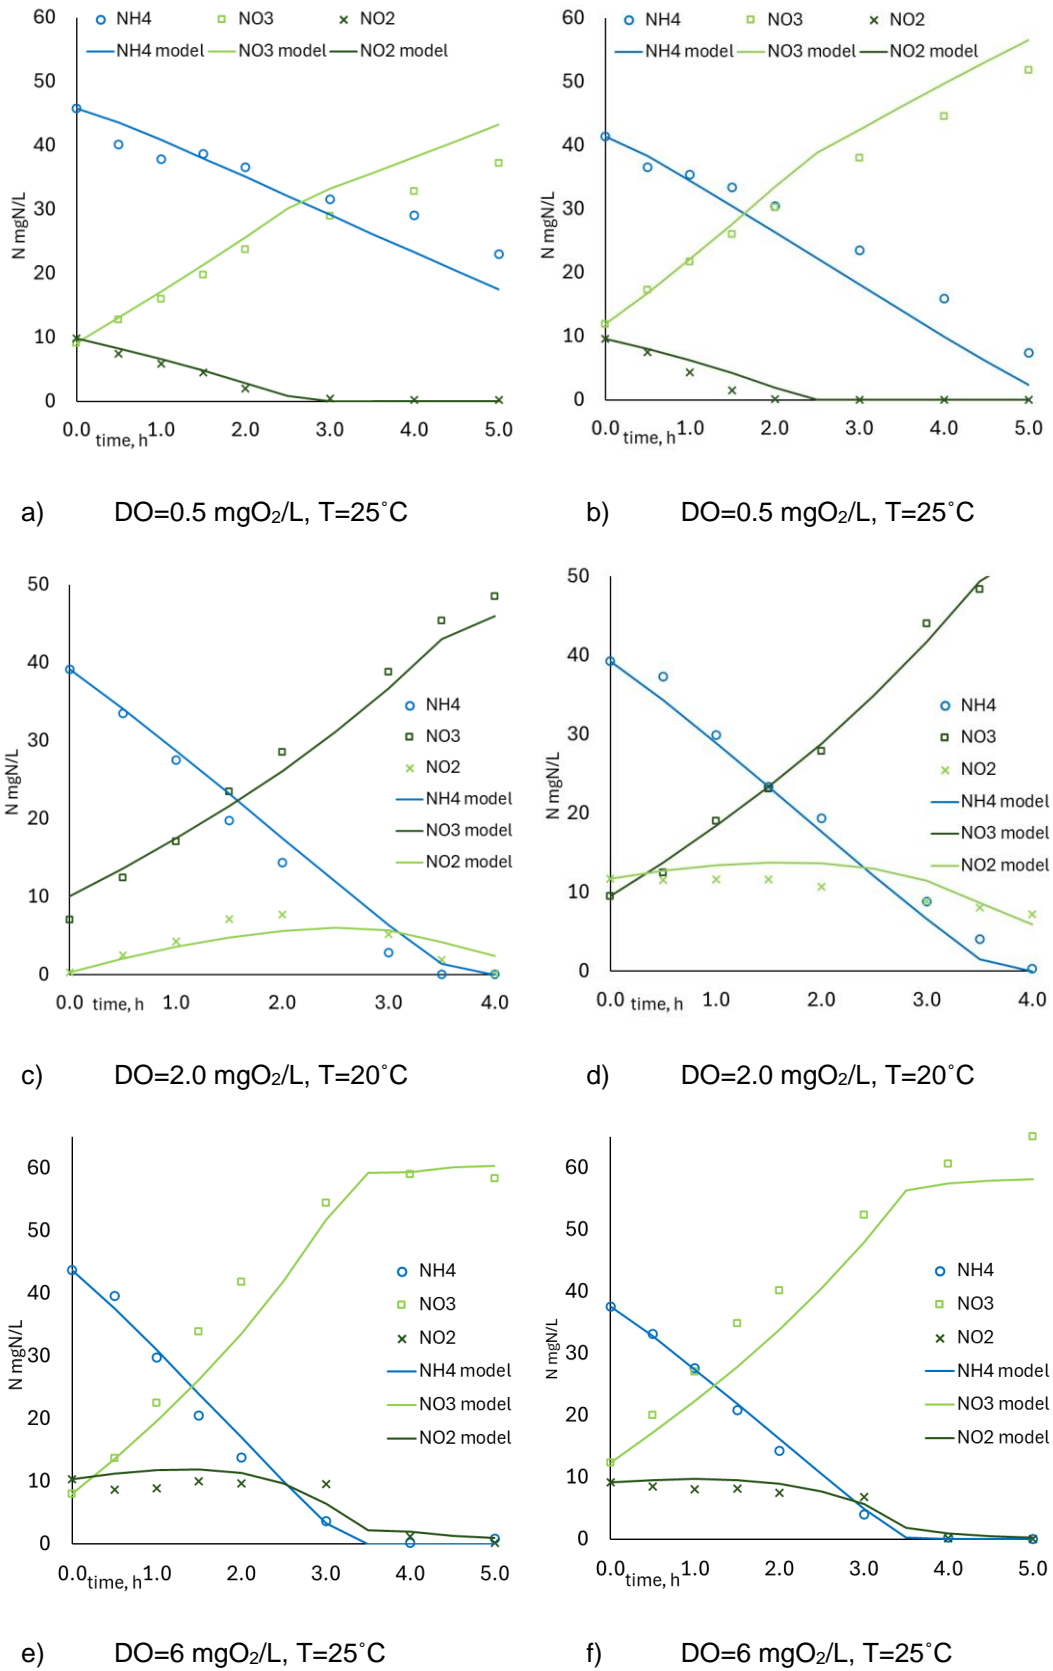 60 NH4 NO3 NO2
NH4 model NO3 model NO2 model
50
40
30
20
10
0
N mgN/L
0.0 1.0 2.0 3.0 4.0 5.0
time, h
60 NH4 NO3 NO2
NH4 model NO3 model NO2 model
50
40
30
20
10
0
N mgN/L
0.0 1.0 2.0 3.0 4.0 5.0
time, h
a) DO=0.5 mgO₂/L, T=25˚C
b) DO=0.5 mgO₂/L, T=25˚C
50
40
30
20
10
0
N mgN/L
NH4
NO3
NO2
NH4 model
NO3 model
NO2 model
0.0 time, h 1.0 2.0 3.0 4.0
50
40
30
20
10
0
N mgN/L
NH4
NO3
NO2
NH4 model
NO3 model
NO2 model
0.0 time, h 1.0 2.0 3.0 4.0
c) DO=2.0 mgO₂/L, T=20˚C
d) DO=2.0 mgO₂/L, T=20˚C
60
50
40
30
20
10
0
N mgN/L
NH4
NO3
NO2
NH4 model
NO3 model
NO2 model
0.0 1.0 2.0 3.0 4.0 5.0
time, h
60
50
40
30
20
10
0
N mgN/L
NH4
NO3
NO2
NH4 model
NO3 model
NO2 model
0.0 1.0 2.0 3.0 4.0 5.0
time, h
e) DO=6 mgO₂/L, T=25˚C
f) DO=6 mgO₂/L, T=25˚C